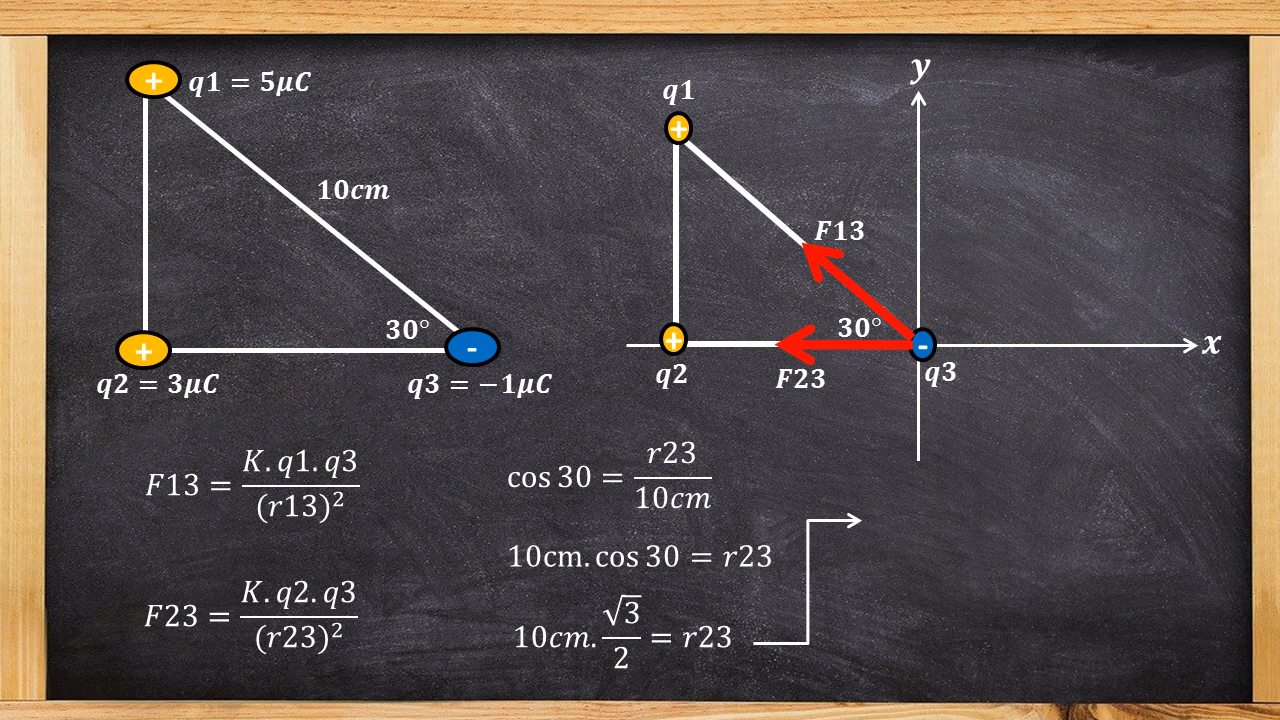 + q1 = 5μC
10cm
30°
+
-
q2 = 3μC
q3 = −1μC
y
q1
+
F13
30°
+
-
x
q2
F23
q3
F13 = K.q1.q3/(r13)²
F23 = K.q2.q3/(r23)²
cos 30 = r23/10cm
10cm.cos 30 = r23
10cm.√3/2 = r23